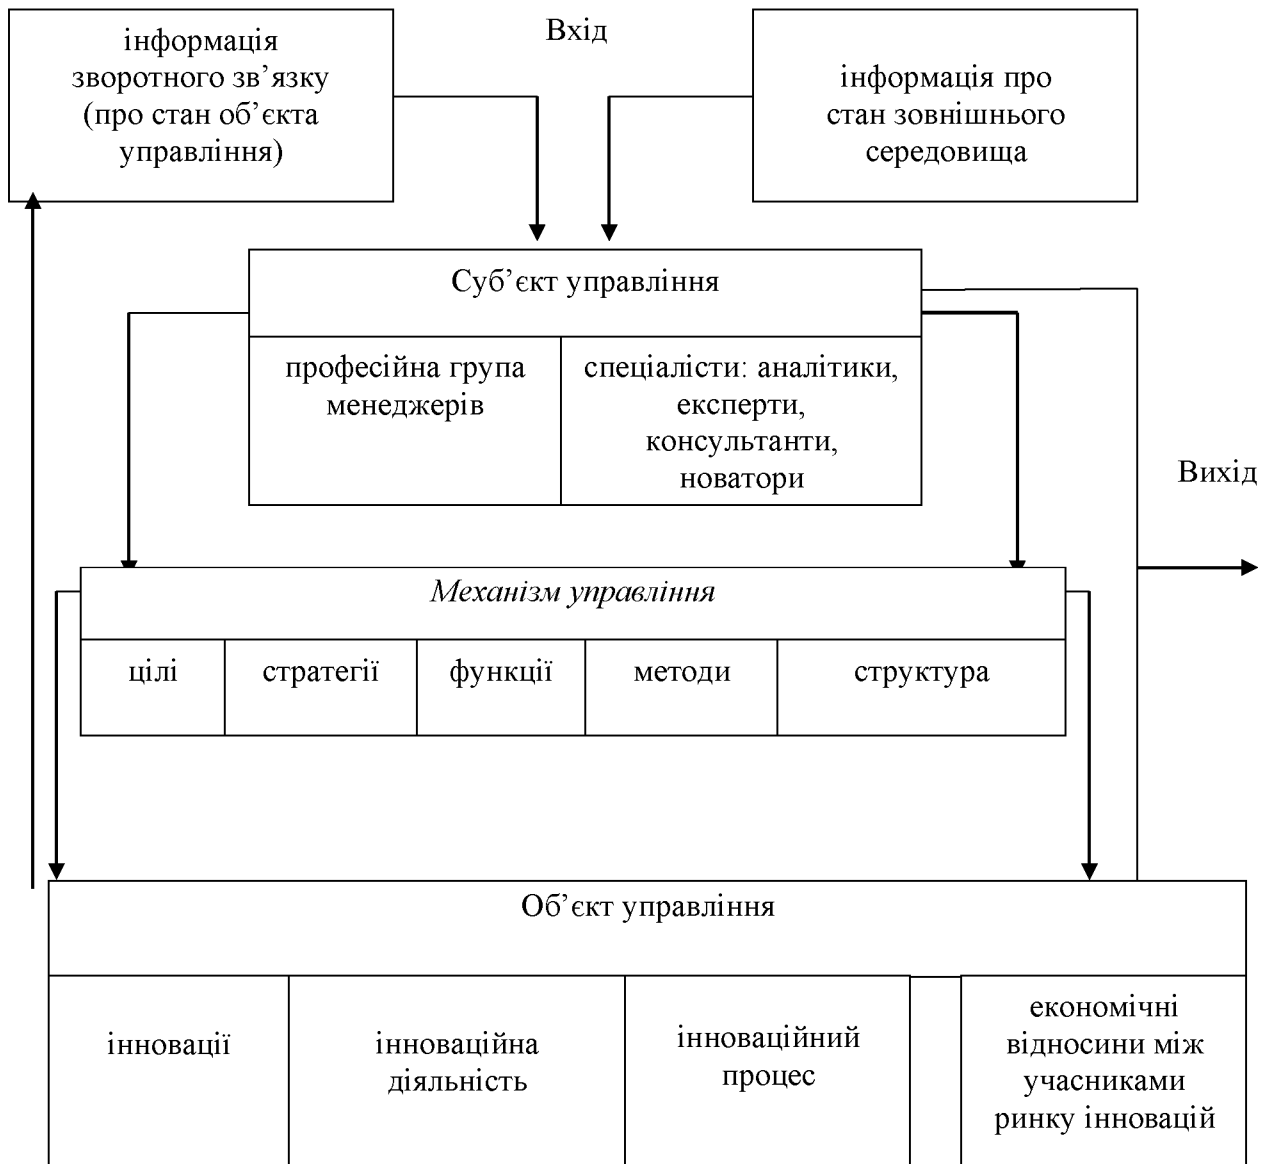 інформація
зворотного зв’язку
(про стан об’єкта
управління)
Вхід
інформація про
стан зовнішнього
середовища
Суб’єкт управління
професійна група
менеджерів
спеціалісти: аналітики,
експерти,
консультанти,
новатори
Вихід
Механізм управління
цілі
стратегії
функції
методи
структура
Об’єкт управління
інновації
інноваційна
діяльність
інноваційний
процес
економічні
відносини між
учасниками
ринку інновацій